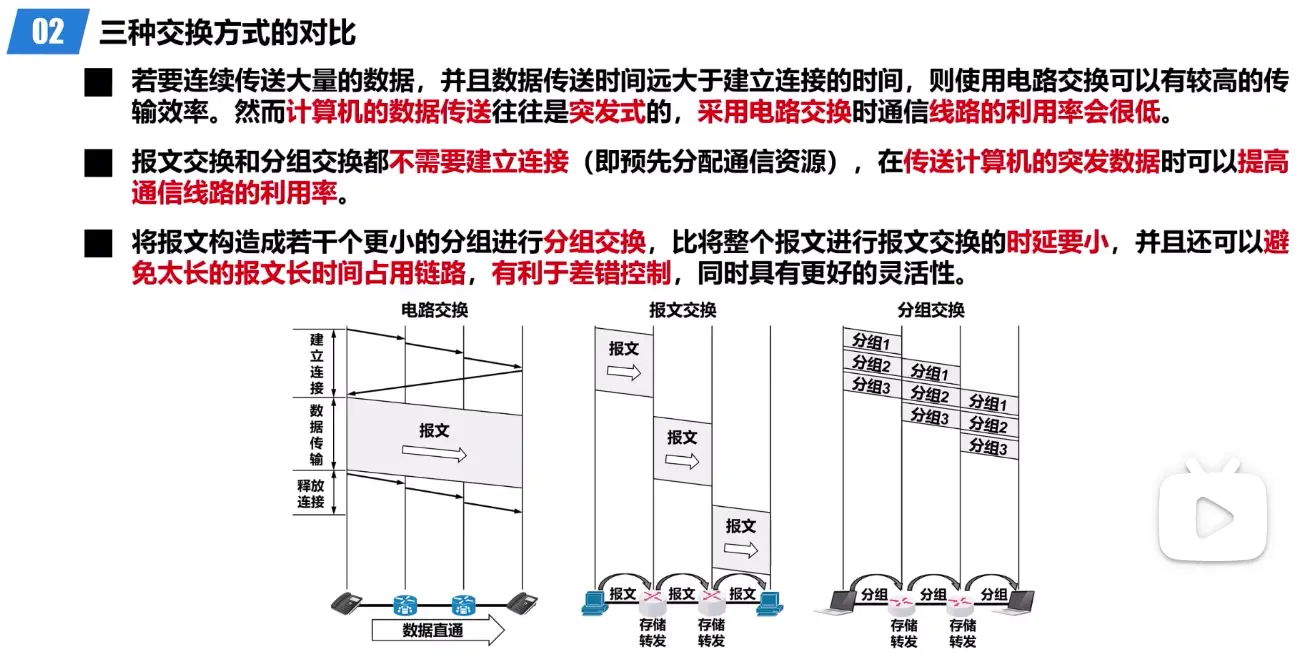 02 三种交换方式的对比
若要连续传送大量的数据，并且数据传送时间远大于建立连接的时间，则使用电路交换可以有较高的传
输效率。然而计算机的数据传送往往是突发式的，采用电路交换时通信线路的利用率会很低。
报文交换和分组交换都不需要建立连接（即预先分配通信资源），在传送计算机的突发数据时可以提高
通信线路的利用率。
将报文构造成若干个更小的分组进行分组交换，比将整个报文进行报文交换的时延要小，并且还可以避
免太长的报文长时间占用链路，有利于差错控制，同时具有更好的灵活性。
电路交换
建立连接
数据传输
报文
释放
连接
数据直通
报文交换
报文
报文
报文
报文 报文 报文
存储 存储
转发 转发
分组交换
分组1
分组2 分组1
分组3 分组2 分组1
分组3 分组2
分组3
分组 分组 分组
存储 存储
转发 转发